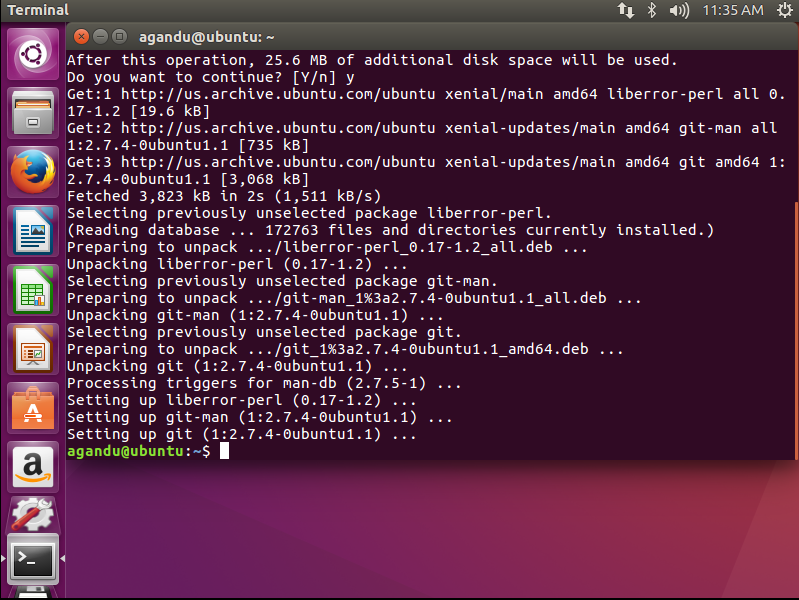 Terminal
11:35 AM
agandu@ubuntu: ~
After this operation, 25.6 MB of additional disk space will be used.
Do you want to continue? [Y/n] y
Get:1 http://us.archive.ubuntu.com/ubuntu xenial/main amd64 liberror-perl all 0.
17-1.2 [19.6 kB]
Get:2 http://us.archive.ubuntu.com/ubuntu xenial-updates/main amd64 git-man all
1:2.7.4-0ubuntu1.1 [735 kB]
Get:3 http://us.archive.ubuntu.com/ubuntu xenial-updates/main amd64 git amd64 1:
2.7.4-0ubuntu1.1 [3,068 kB]
Fetched 3,823 kB in 2s (1,511 kB/s)
Selecting previously unselected package liberror-perl.
(Reading database ... 172763 files and directories currently installed.)
Preparing to unpack .../liberror-perl_0.17-1.2_all.deb ...
Unpacking liberror-perl (0.17-1.2) ...
Selecting previously unselected package git-man.
Preparing to unpack .../git-man_1%3a2.7.4-0ubuntu1.1_all.deb ...
Unpacking git-man (1:2.7.4-0ubuntu1.1) ...
Selecting previously unselected package git.
Preparing to unpack .../git_1%3a2.7.4-0ubuntu1.1_amd64.deb ...
Unpacking git (1:2.7.4-0ubuntu1.1) ...
Processing triggers for man-db (2.7.5-1) ...
Setting up liberror-perl (0.17-1.2) ...
Setting up git-man (1:2.7.4-0ubuntu1.1) ...
Setting up git (1:2.7.4-0ubuntu1.1) ...
agandu@ubuntu:~$